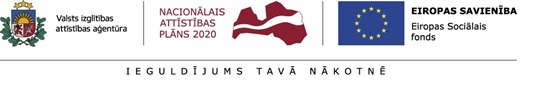 Valsts izglītības
attīstības aģentūra
NACIONĀLAIS
ATTĪSTĪBAS
PLĀNS 2020
EIROPAS SAVIENĪBA
Eiropas Sociālais
fonds
IEGULDĪJUMS TAVĀ NĀKOTNĒ